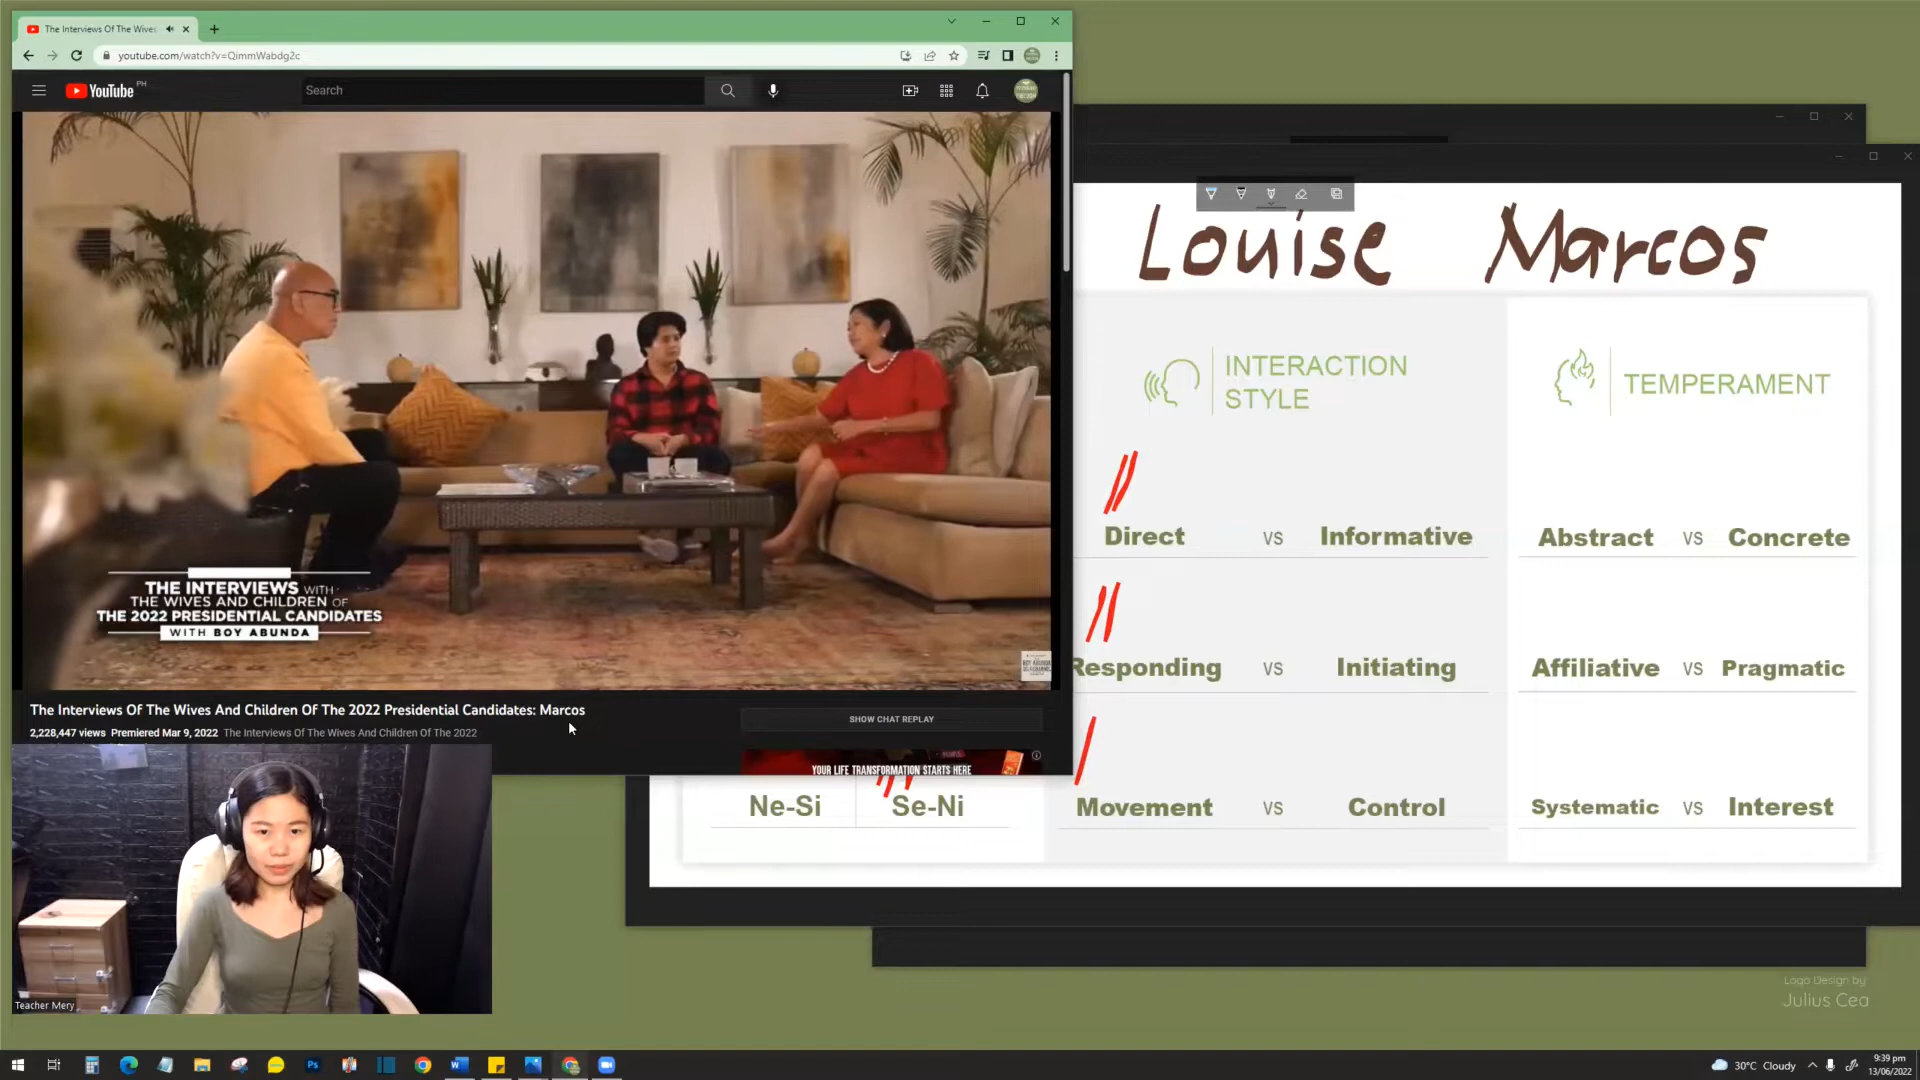 The Interviews Of The Wives
youtube.com/watch?v=QimmWabdg2c
YouTube PH
Search
THE INTERVIEWS WITH
THE WIVES AND CHILDREN OF
THE 2022 PRESIDENTIAL CANDIDATES
WITH BOY ABUNDA
The Interviews Of The Wives And Children Of The 2022 Presidential Candidates: Marcos
2,228,447 views Premiered Mar 9, 2022 The Interviews Of The Wives And Children Of The 2022
SHOW CHAT REPLAY
YOUR LIFE TRANSFORMATION STARTS HERE
Louise Marcos
INTERACTION
STYLE
TEMPERAMENT
Direct vs Informative
Abstract vs Concrete
Responding vs Initiating
Affiliative vs Pragmatic
Ne-Si Se-Ni
Movement vs Control
Systematic vs Interest
Teacher Mery
Logo Design by
Julius Cea
30°C Cloudy
9:39 pm
13/06/2022